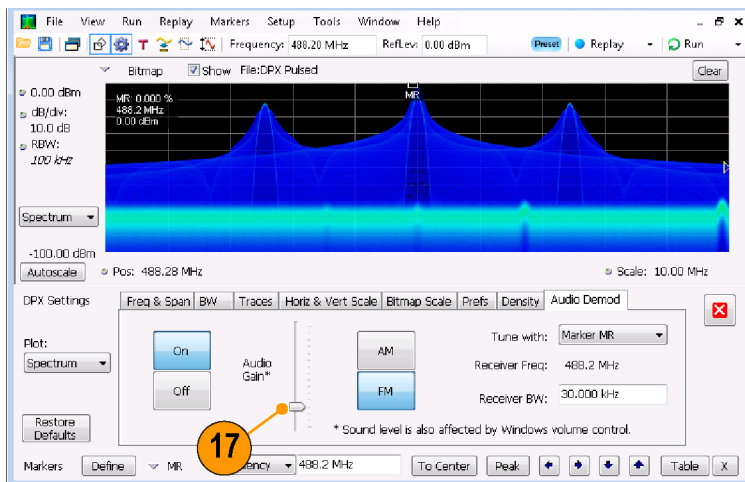 File View Run Replay Markers Setup Tools Window Help
T Frequency: 488.20 MHz RefLev: 0.00 dBm Preset Replay Run
Bitmap Show File:DPX Pulsed Clear
0.00 dBm
dB/div:
10.0 dB
RBW:
100 kHz
MR: 0.000 %
488.2 MHz
0.00 dBm
MR
Spectrum
-100.00 dBm
Autoscale Pos: 488.28 MHz Scale: 10.00 MHz
DPX Settings Freq & Span BW Traces Horiz & Vert Scale Bitmap Scale Prefs Density Audio Demod
Plot:
Spectrum
Restore
Defaults
On
Off
Audio
Gain*
AM
FM
Tune with: Marker MR
Receiver Freq: 488.2 MHz
Receiver BW: 30.000 kHz
* Sound level is also affected by Windows volume control.
17
Markers Define MR 488.2 MHz To Center Peak Table X